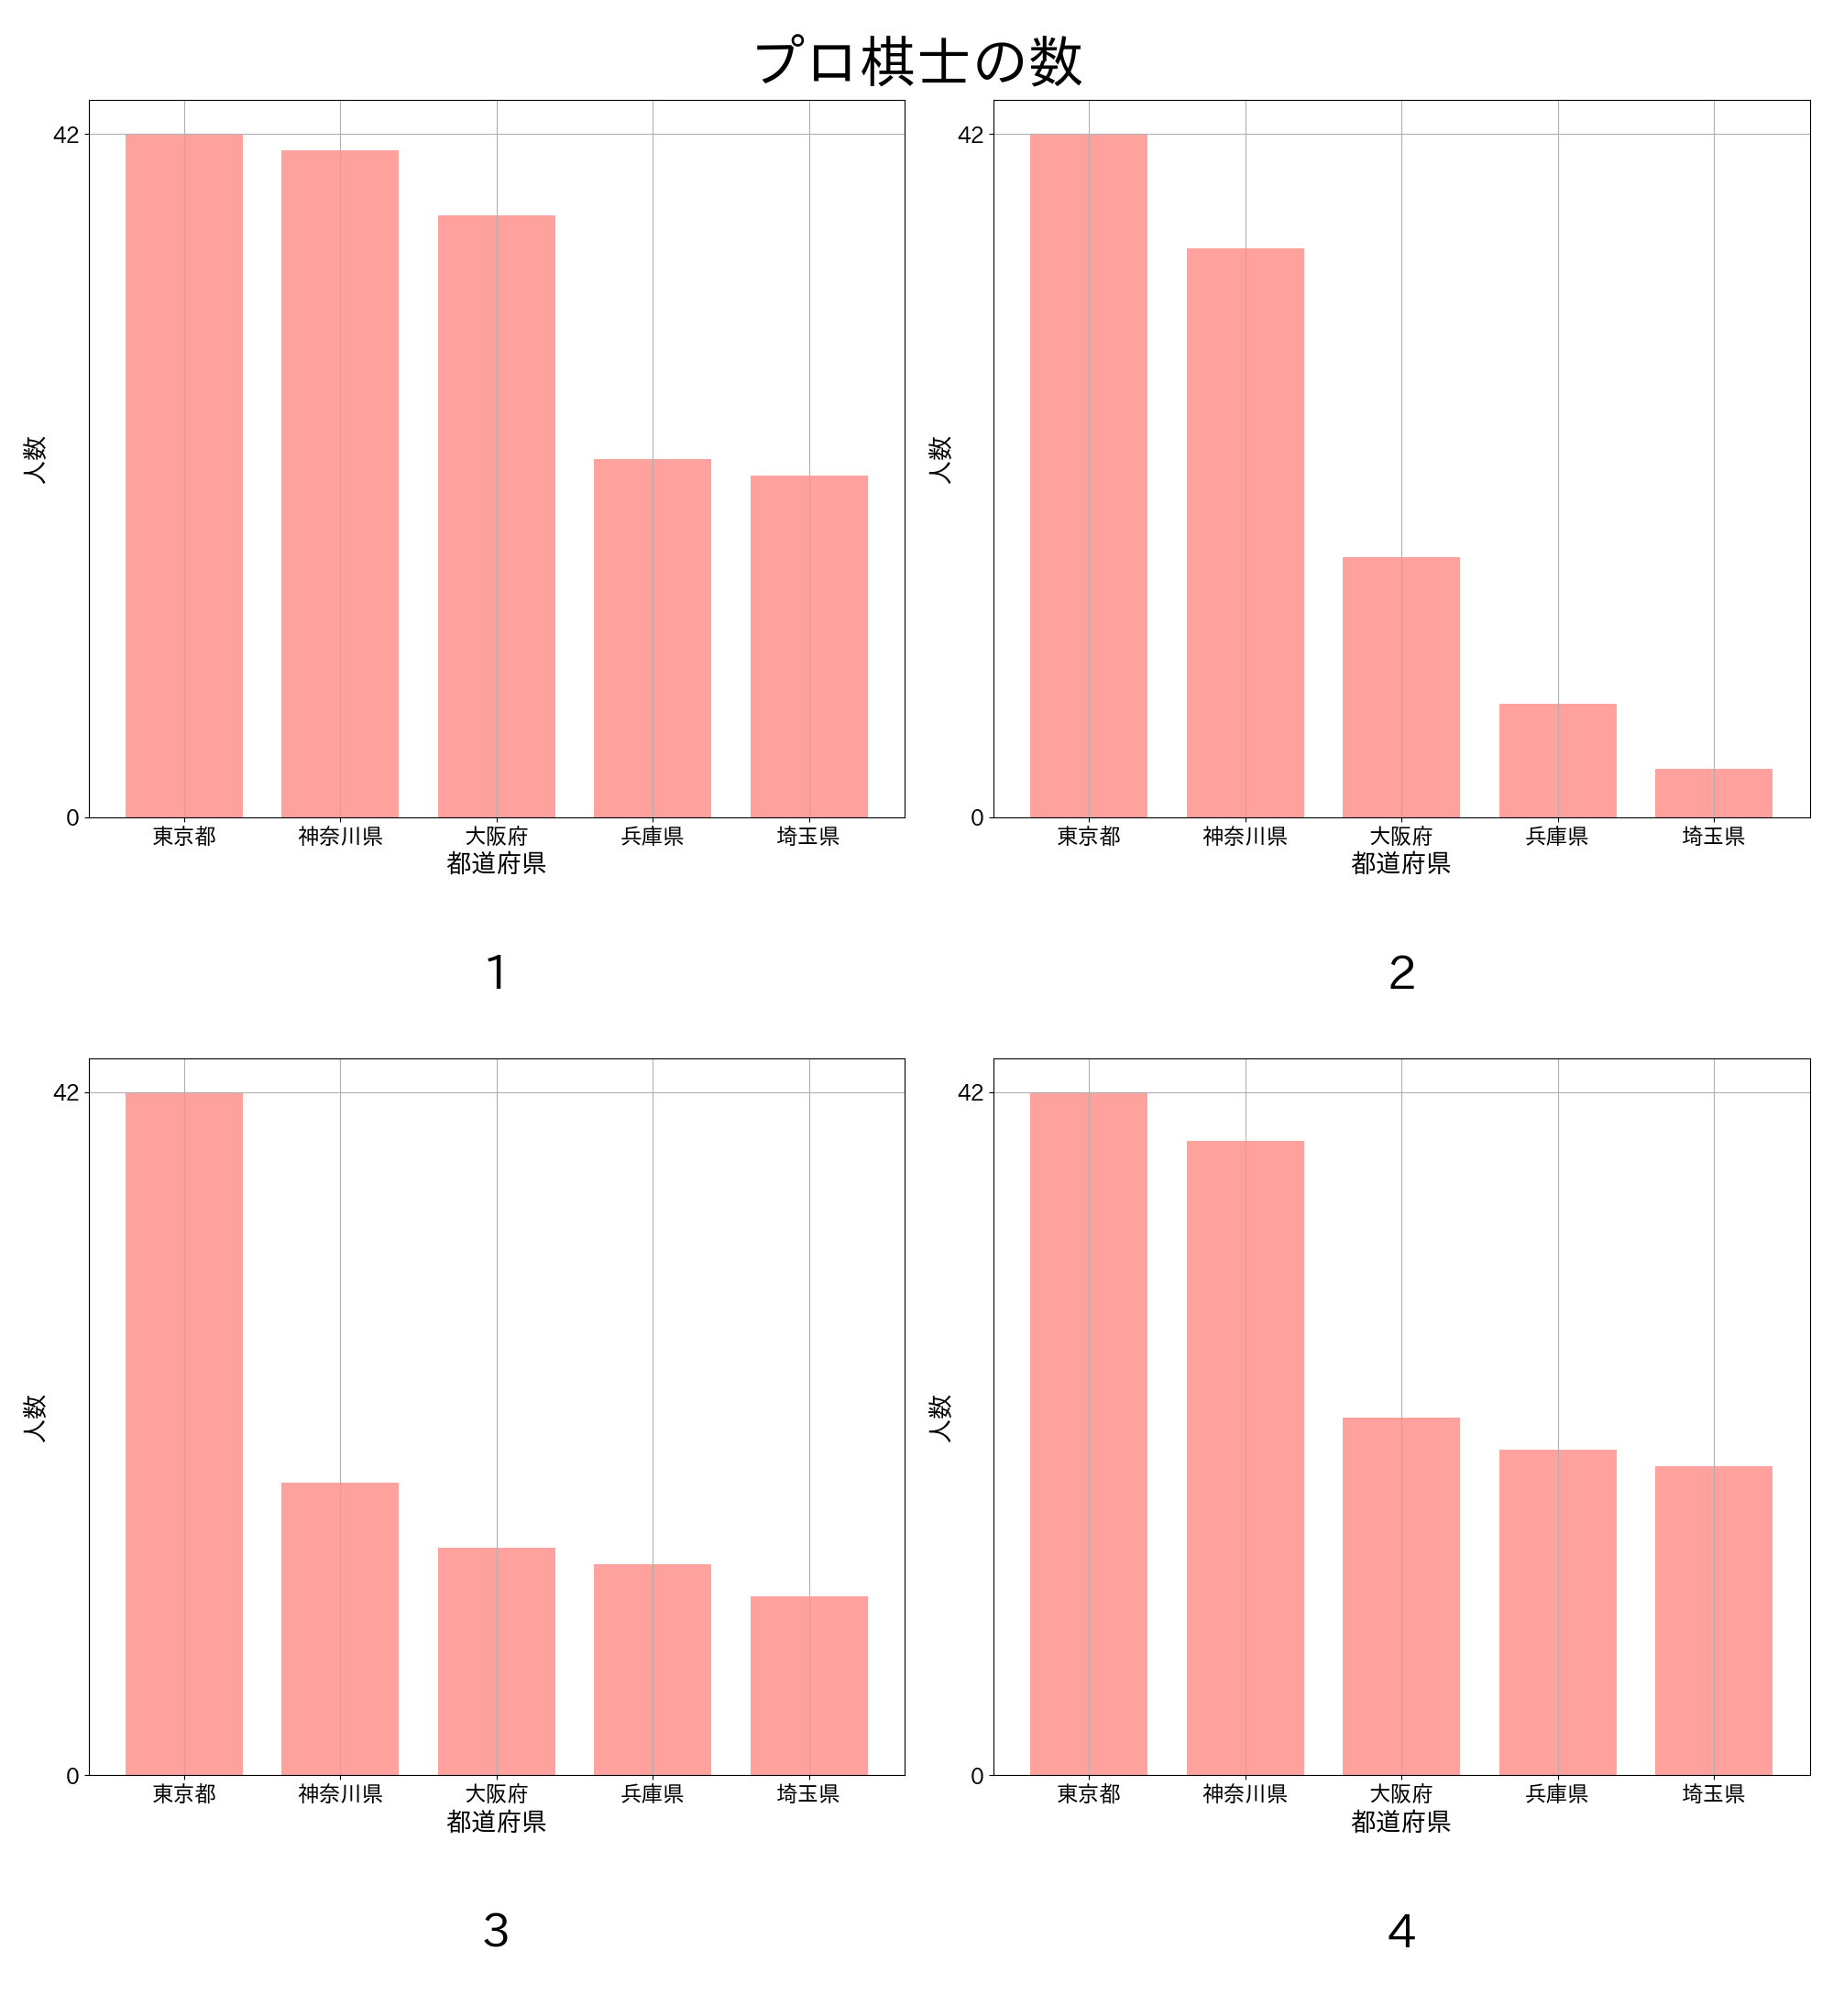 プロ棋士の数
42
0
人数
東京都 神奈川県 大阪府 兵庫県 埼玉県
都道府県
1
42
0
人数
東京都 神奈川県 大阪府 兵庫県 埼玉県
都道府県
2
42
0
人数
東京都 神奈川県 大阪府 兵庫県 埼玉県
都道府県
3
42
0
人数
東京都 神奈川県 大阪府 兵庫県 埼玉県
都道府県
4